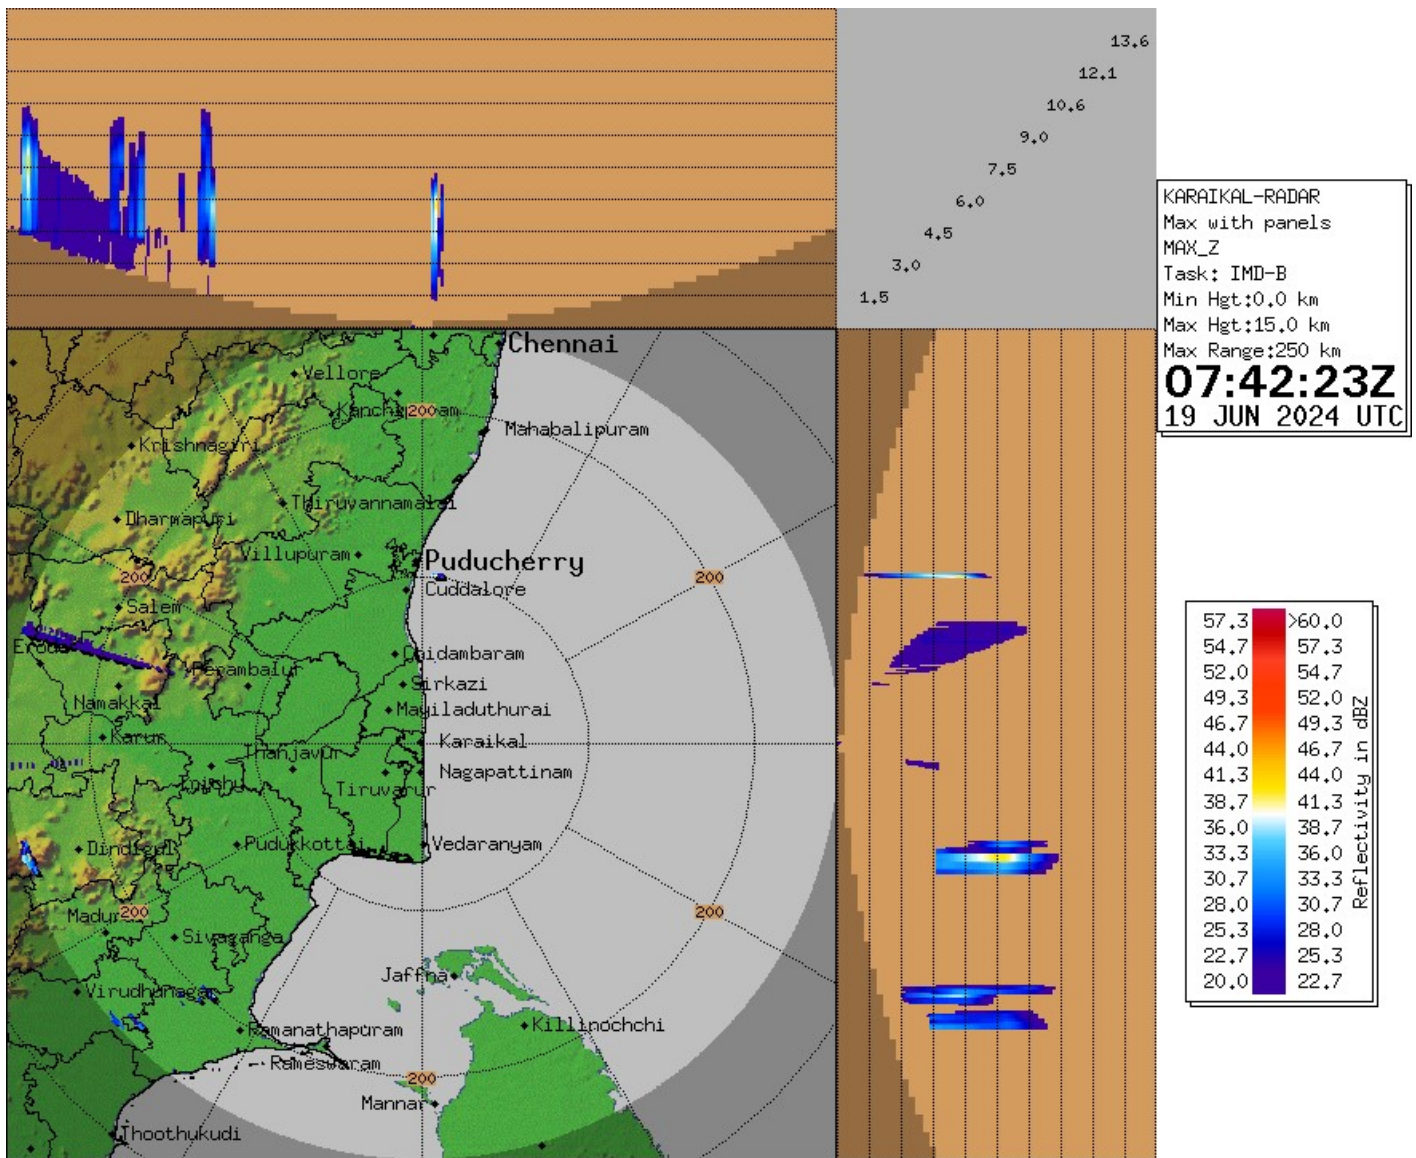 13.6
12.1
10.6
9.0
7.5
6.0
4.5
3.0
1.5
KARAIKAL-RADAR
Max with panels
MAX_Z
Task: IMD-B
Min Hgt:0.0 km
Max Hgt:15.0 km
Max Range:250 km
07:42:23Z
19 JUN 2024 UTC
Chennai
Vellore
200
Mahabalipuram
Krishnagiri
Thiruvannamalai
Dharmapuri
Villupuram
Puducherry
200
200
Cuddalore
Salem
Chidambaram
Perambalur
Sirkazi
Namakkal
Mayiladuthurai
Karur
Karaikal
Thanjavur
Nagapattinam
Tiruvarur
Dindigul
Pudukkottai
Vedaranyam
200
200
Sivaganga
Jaffna
Virudhunagar
Ramanathapuram
Killinochchi
Rameswaram
200
Mannar
Thoothukudi
57.3 >60.0
54.7 57.3
52.0 54.7
49.3 52.0
46.7 49.3
44.0 46.7
41.3 44.0
38.7 41.3
36.0 38.7
33.3 36.0
30.7 33.3
28.0 30.7
25.3 28.0
22.7 25.3
20.0 22.7
Reflectivity in dBZ